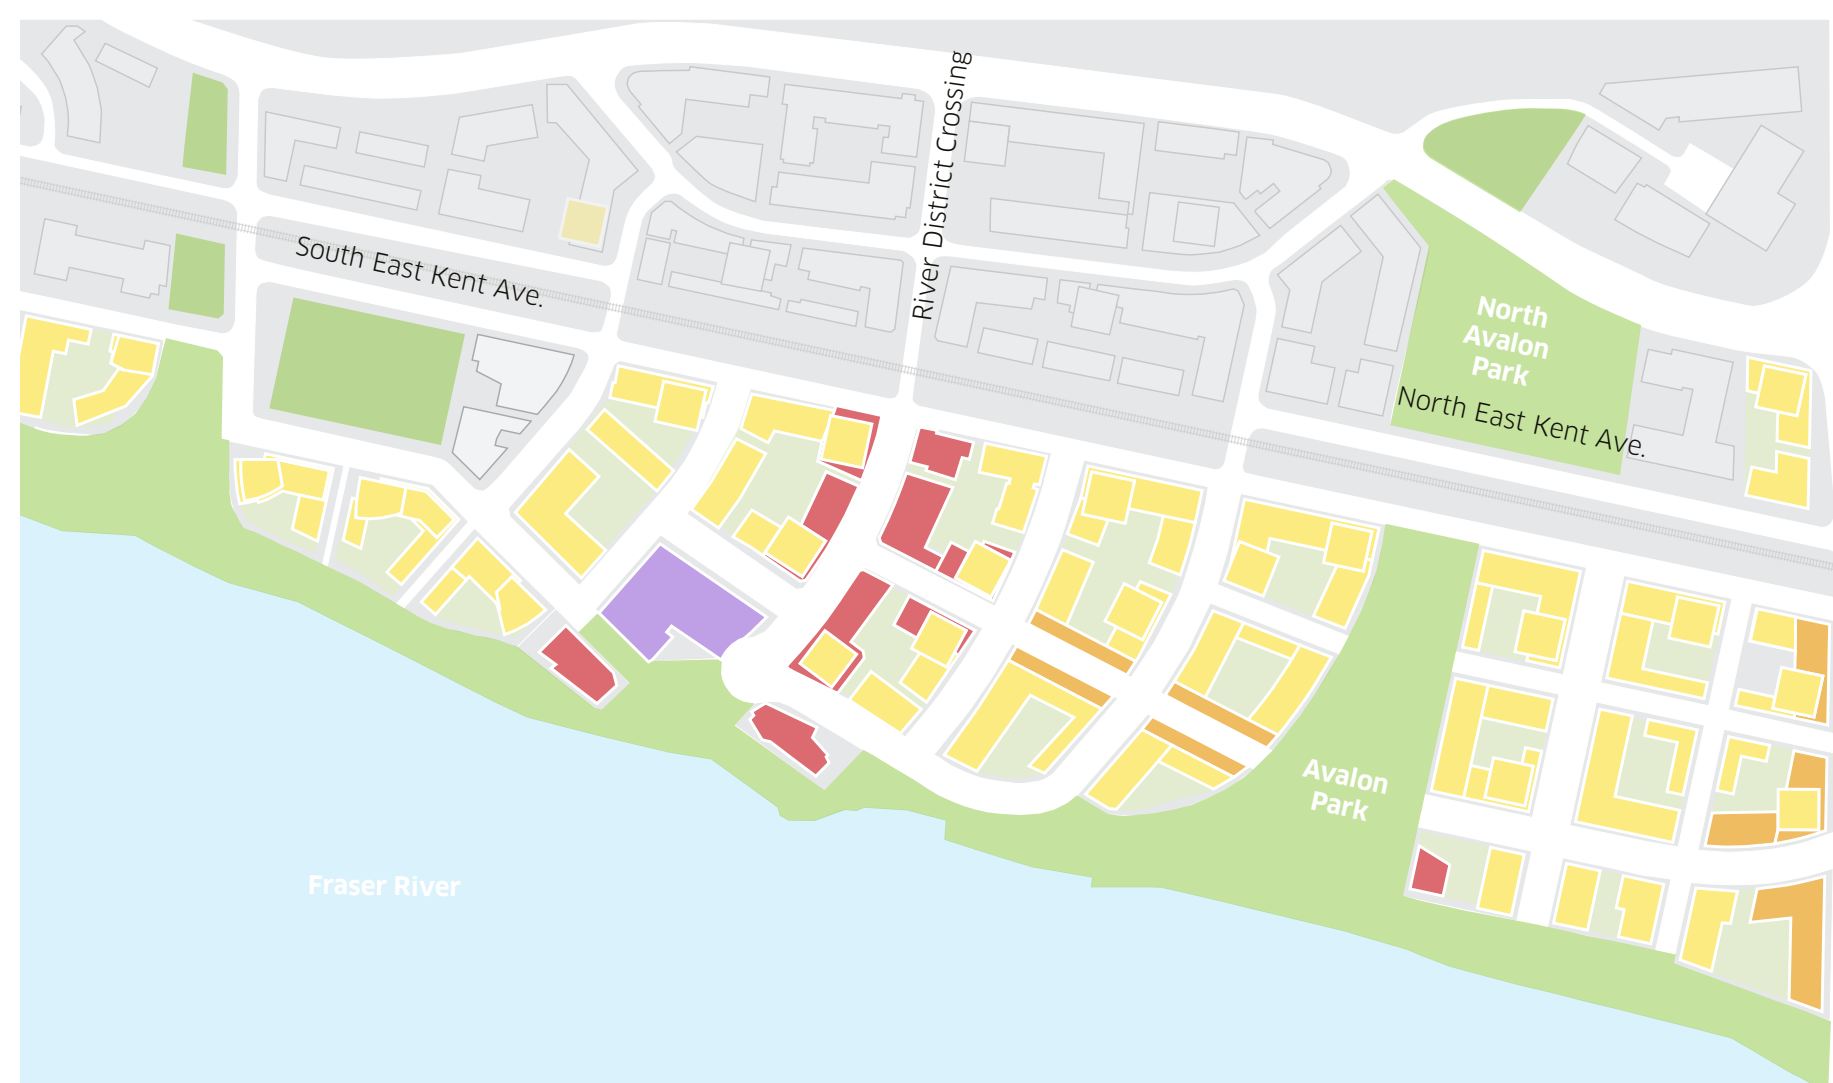 River District Crossing
South East Kent Ave.
North
Avalon
Park
North East Kent Ave.
Avalon
Park
Fraser River